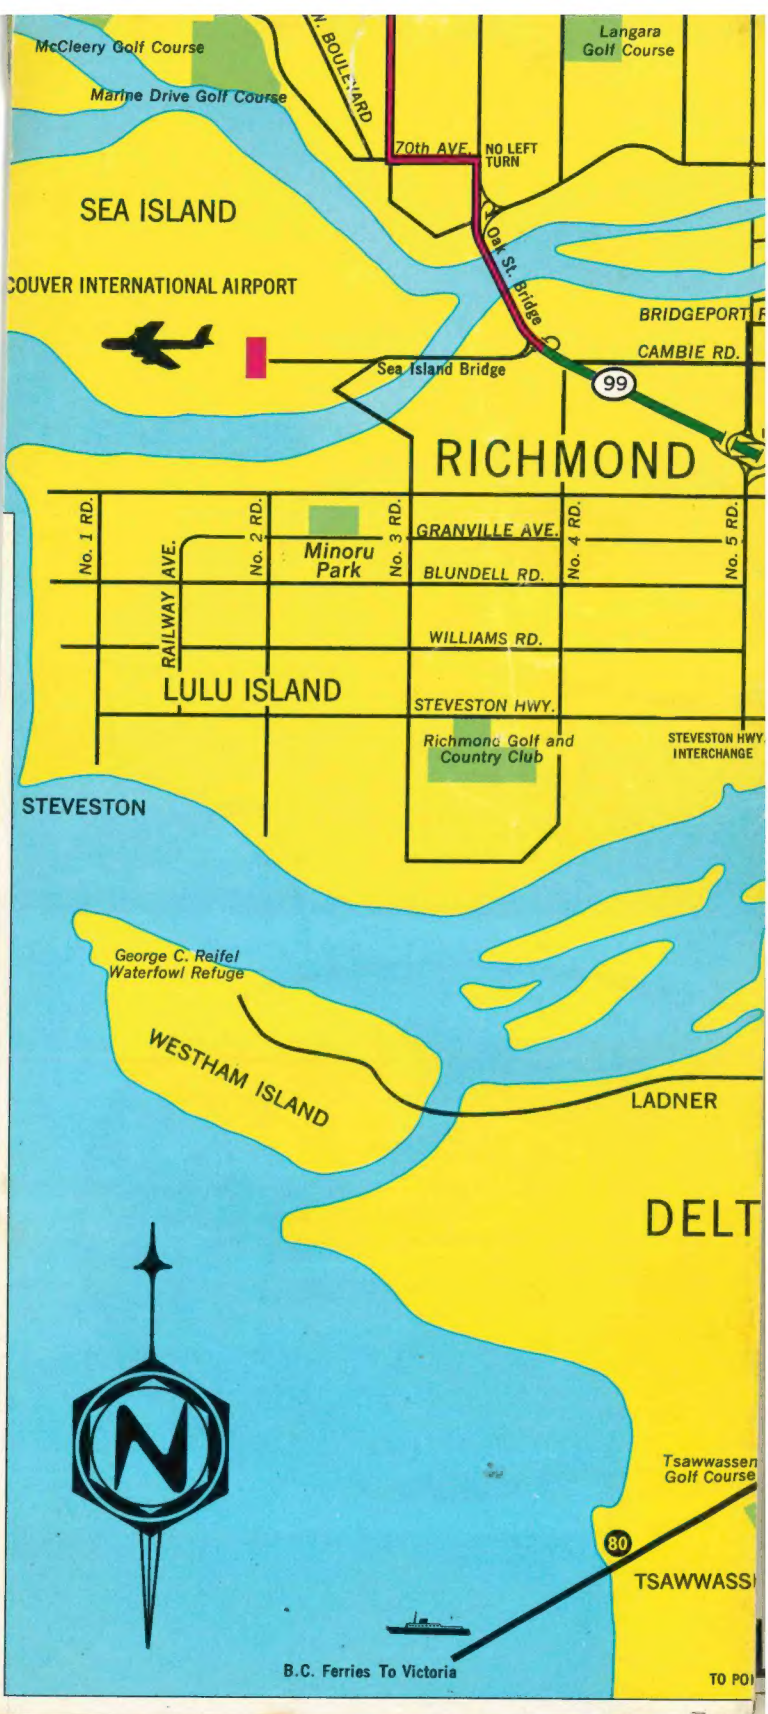 McCleery Golf Course
W. BOULEVARD
Langara
Golf Course
Marine Drive Golf Course
70th AVE.
NO LEFT
TURN
SEA ISLAND
Oak St. Bridge
COUVER INTERNATIONAL AIRPORT
BRIDGEPORT
CAMBIE RD.
Sea Island Bridge
99
RICHMOND
No. 1 RD.
RAILWAY AVE.
No. 2 RD.
Minoru
Park
No. 3 RD.
GRANVILLE AVE.
No. 4 RD.
No. 5 RD.
BLUNDELL RD.
WILLIAMS RD.
LULU ISLAND
STEVESTON HWY.
Richmond Golf and
Country Club
STEVESTON HWY
INTERCHANGE
STEVESTON
George C. Reifel
Waterfowl Refuge
WESTHAM ISLAND
LADNER
DELT
N
Tsawwassen
Golf Course
80
TSAWWASS
B.C. Ferries To Victoria
TO POI